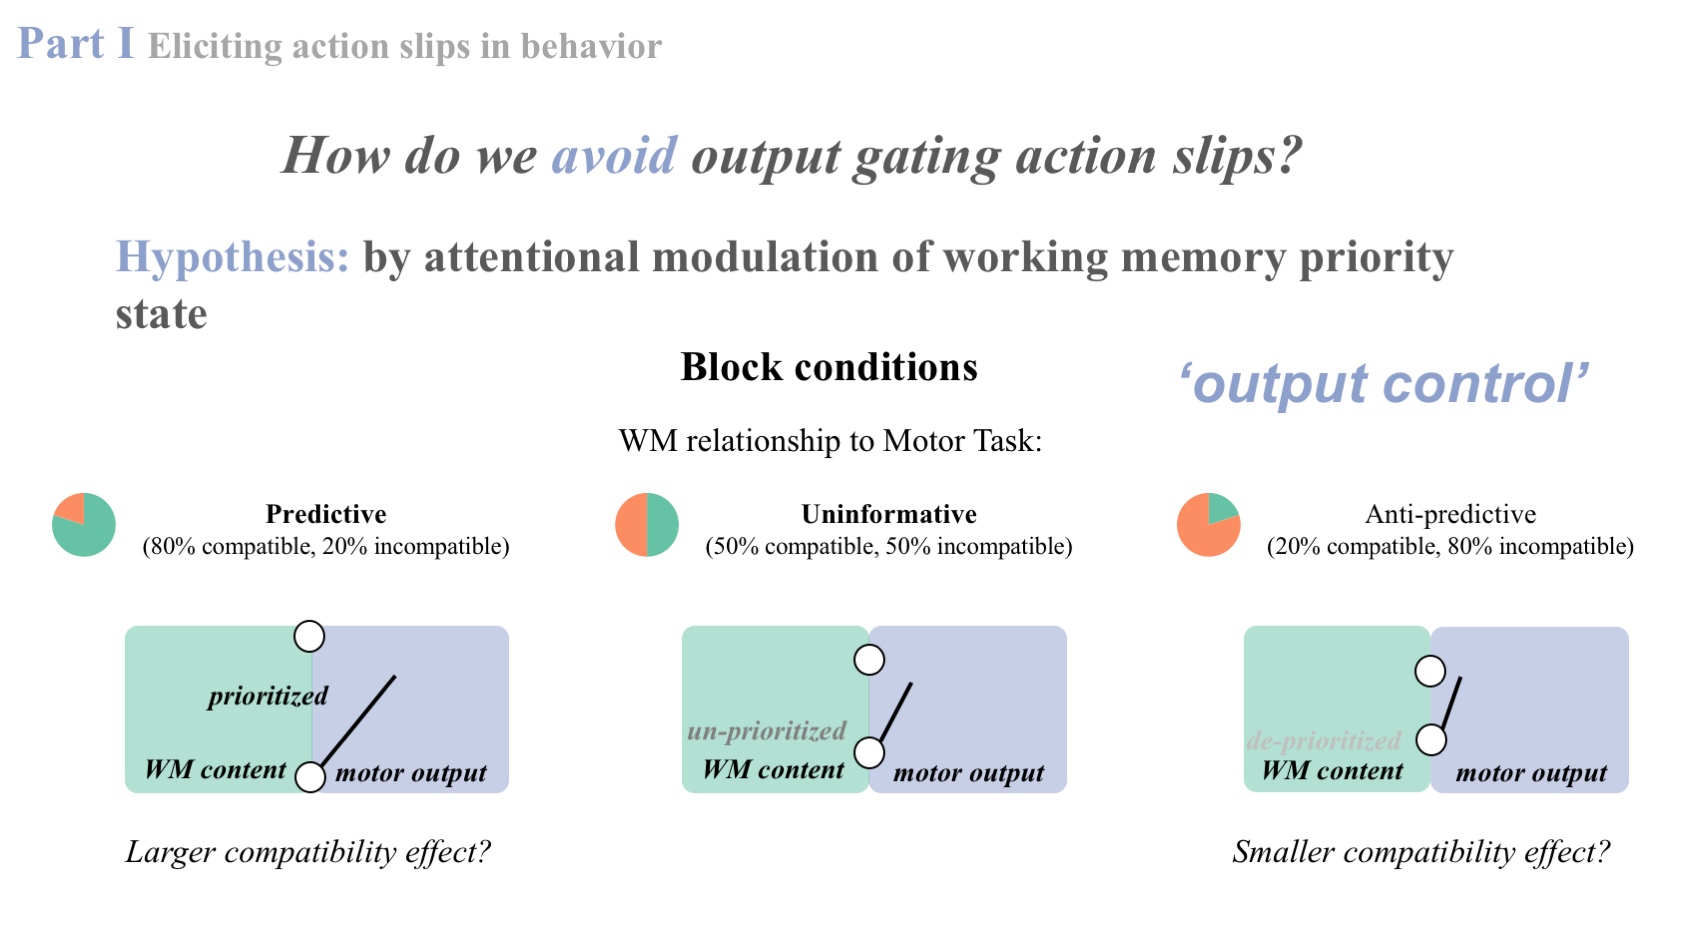 Part I Eliciting action slips in behavior
How do we avoid output gating action slips?
Hypothesis: by attentional modulation of working memory priority
state
Block conditions
‘output control’
WM relationship to Motor Task:
Predictive
(80% compatible, 20% incompatible)
Uninformative
(50% compatible, 50% incompatible)
Anti-predictive
(20% compatible, 80% incompatible)
prioritized
WM content
motor output
un-prioritized
WM content
motor output
de-prioritized
WM content
motor output
Larger compatibility effect?
Smaller compatibility effect?